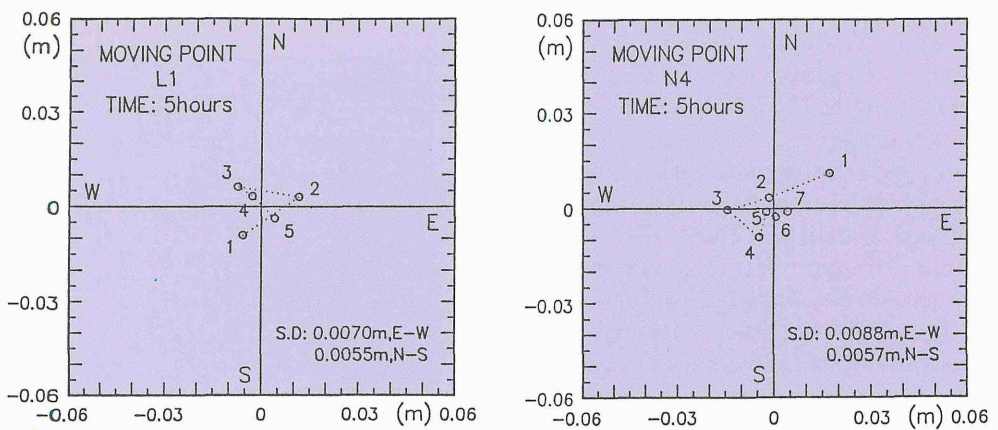 0.06
(m)
N
MOVING POINT
L1
TIME: 5hours
0.03
3
2
W
4
0
E
1
5
-0.03
S.D: 0.0070m,E-W
0.0055m,N-S
S
-0.06
-0.06
-0.03
0
0.03
(m)
0.06
0.06
(m)
N
MOVING POINT
N4
TIME: 5hours
0.03
1
2
W
3
7
0
5
E
6
4
-0.03
S.D: 0.0088m,E-W
0.0057m,N-S
S
-0.06
-0.06
-0.03
0
0.03
(m)
0.06